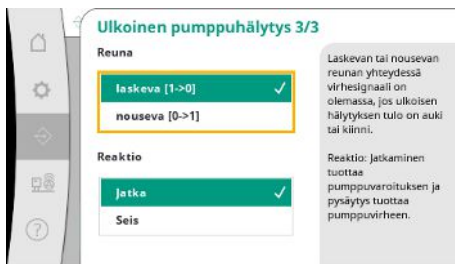 Ulkoinen pumppuhälytys 3/3
Reuna
laskeva [1->0]
nouseva [0->1]
Reaktio
Jatka
Seis
Laskevan tai nousevan
reunan yhteydessä
virhesignaali on
olemassa, jos ulkoisen
hälytyksen tulo on auki
tai kiinni.
Reaktio: Jatkaminen
tuottaa
pumppuvaroituksen ja
pysäytys tuottaa
pumppuvirheen.